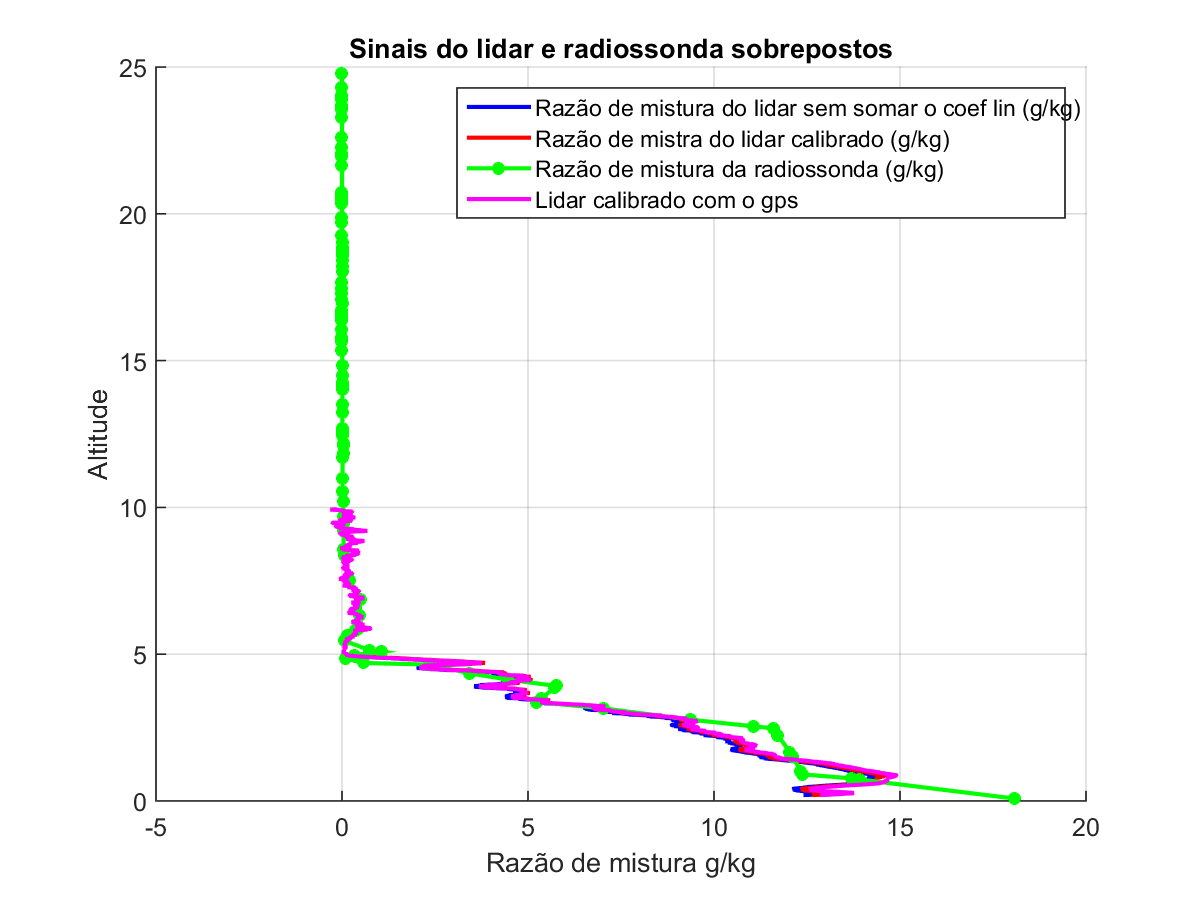 Sinais do lidar e radiossonda sobrepostos
25
Razão de mistura do lidar sem somar o coef lin (g/kg)
Razão de mistra do lidar calibrado (g/kg)
Razão de mistura da radiossonda (g/kg)
Lidar calibrado com o gps
20
15
Altitude
10
5
0
-5 0 5 10 15 20
Razão de mistura g/kg